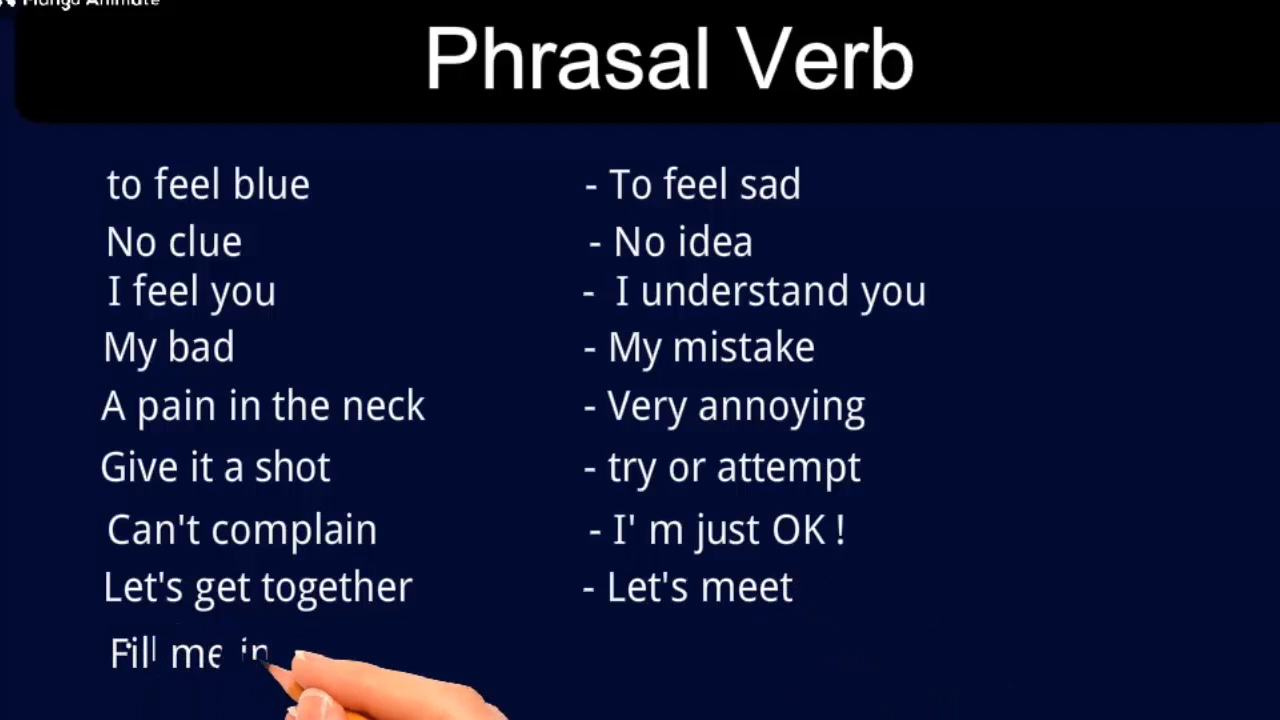 Manga Animate
Phrasal Verb
to feel blue - To feel sad
No clue - No idea
I feel you - I understand you
My bad - My mistake
A pain in the neck - Very annoying
Give it a shot - try or attempt
Can't complain - I' m just OK !
Let's get together - Let's meet
Fill me in